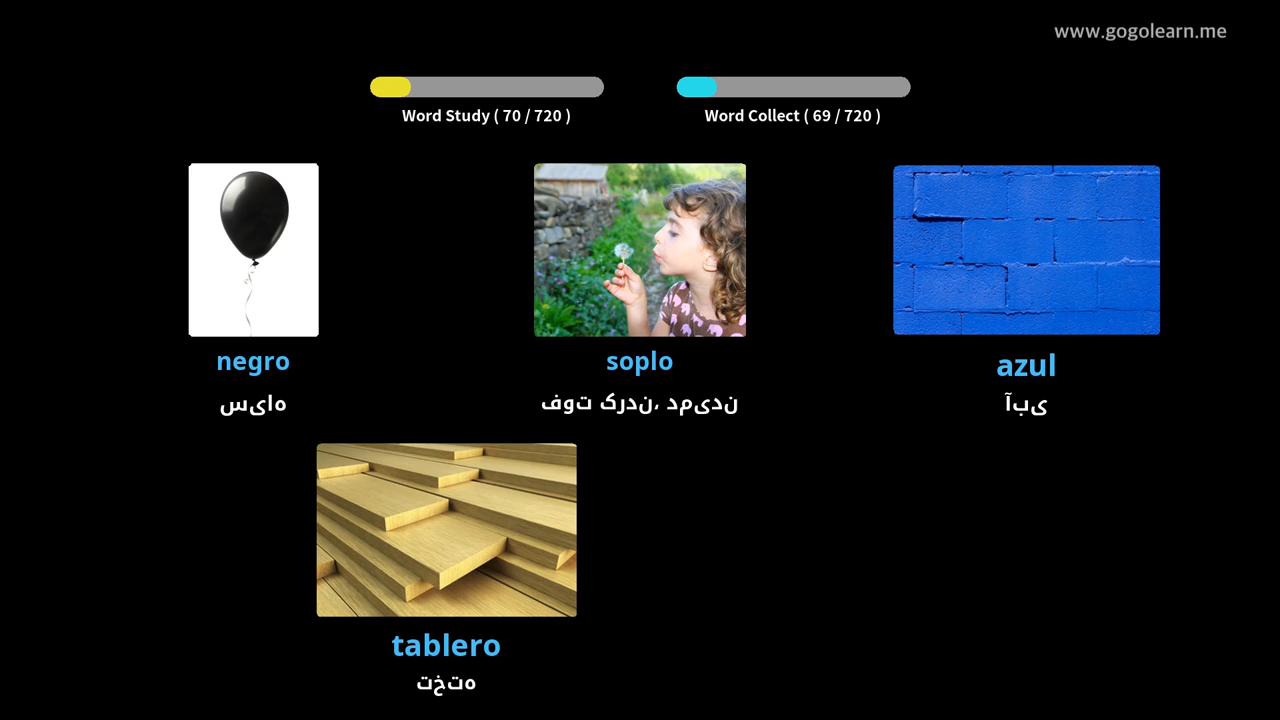 www.gogolearn.me
Word Study ( 70 / 720 )
Word Collect ( 69 / 720 )
negro
سیاه
soplo
فوت کردن، دمیدن
azul
آبی
tablero
تخته